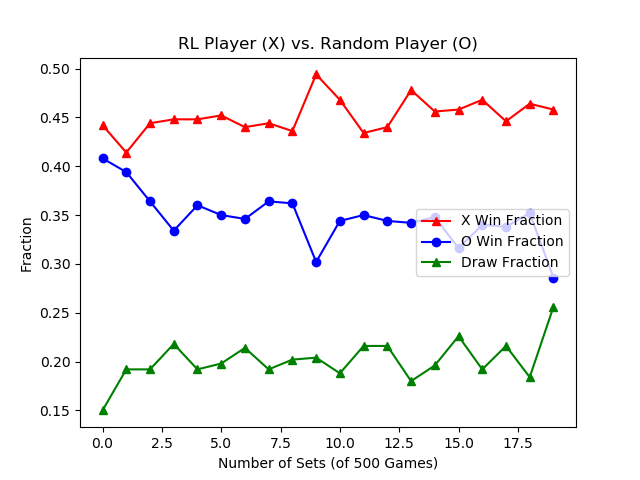 RL Player (X) vs. Random Player (O)
0.50
0.45
0.40
0.35
0.30
0.25
0.20
0.15
Fraction
X Win Fraction
O Win Fraction
Draw Fraction
0.0 2.5 5.0 7.5 10.0 12.5 15.0 17.5
Number of Sets (of 500 Games)